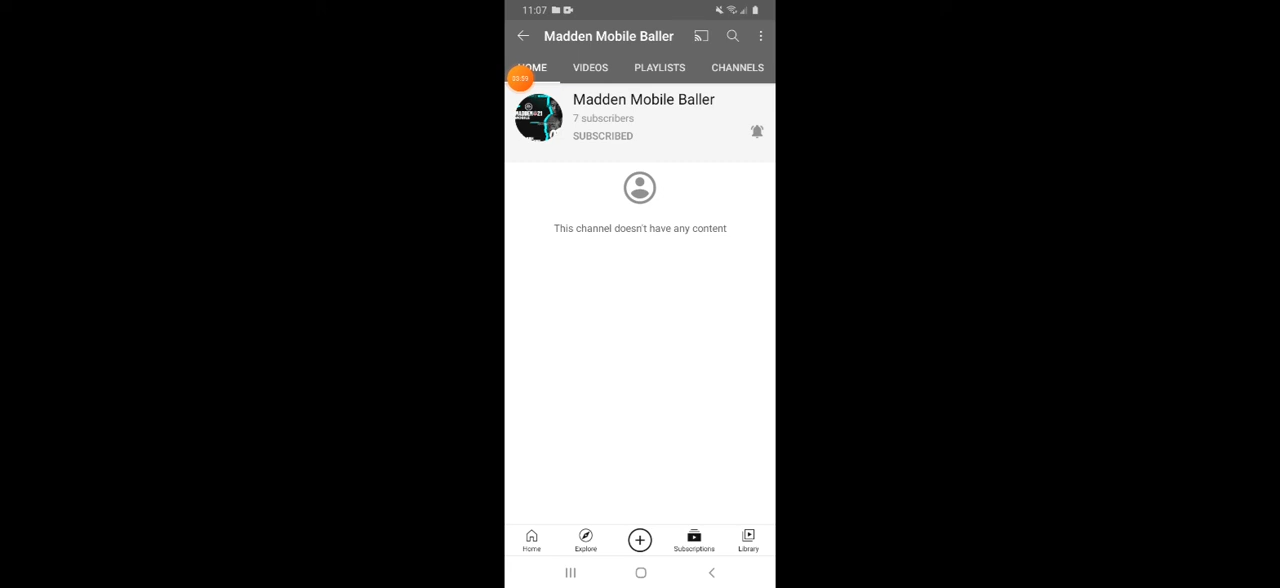 11:07
Madden Mobile Baller
HOME VIDEOS PLAYLISTS CHANNELS
Madden Mobile Baller
7 subscribers
SUBSCRIBED
This channel doesn't have any content
Home Explore Subscriptions Library